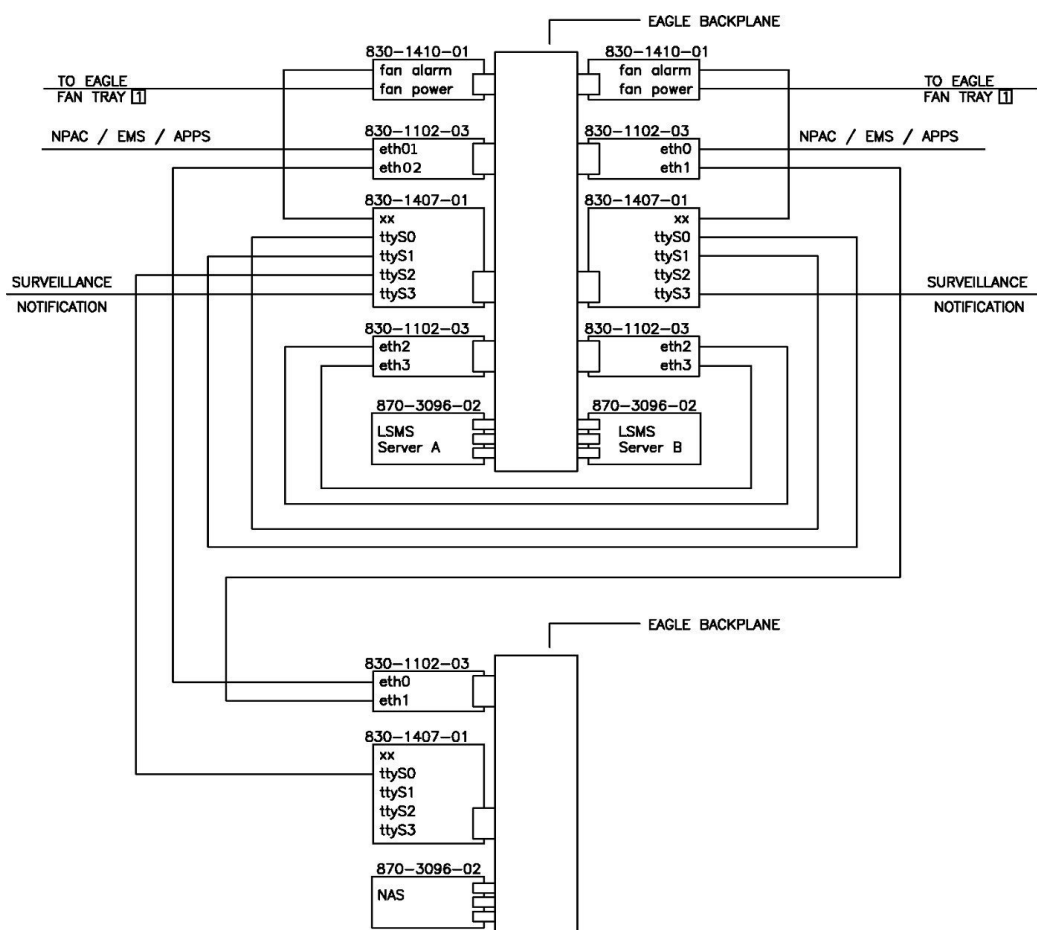 EAGLE BACKPLANE
830-1410-01
fan alarm
fan power
830-1410-01
fan alarm
fan power
TO EAGLE
FAN TRAY 1
TO EAGLE
FAN TRAY 1
NPAC / EMS / APPS
830-1102-03
eth01
eth02
830-1102-03
eth0
eth1
NPAC / EMS / APPS
830-1407-01
xx
ttyS0
ttyS1
ttyS2
ttyS3
830-1407-01
xx
ttyS0
ttyS1
ttyS2
ttyS3
SURVEILLANCE
NOTIFICATION
SURVEILLANCE
NOTIFICATION
830-1102-03
eth2
eth3
830-1102-03
eth2
eth3
870-3096-02
LSMS
Server A
870-3096-02
LSMS
Server B
EAGLE BACKPLANE
830-1102-03
eth0
eth1
830-1407-01
xx
ttyS0
ttyS1
ttyS2
ttyS3
870-3096-02
NAS